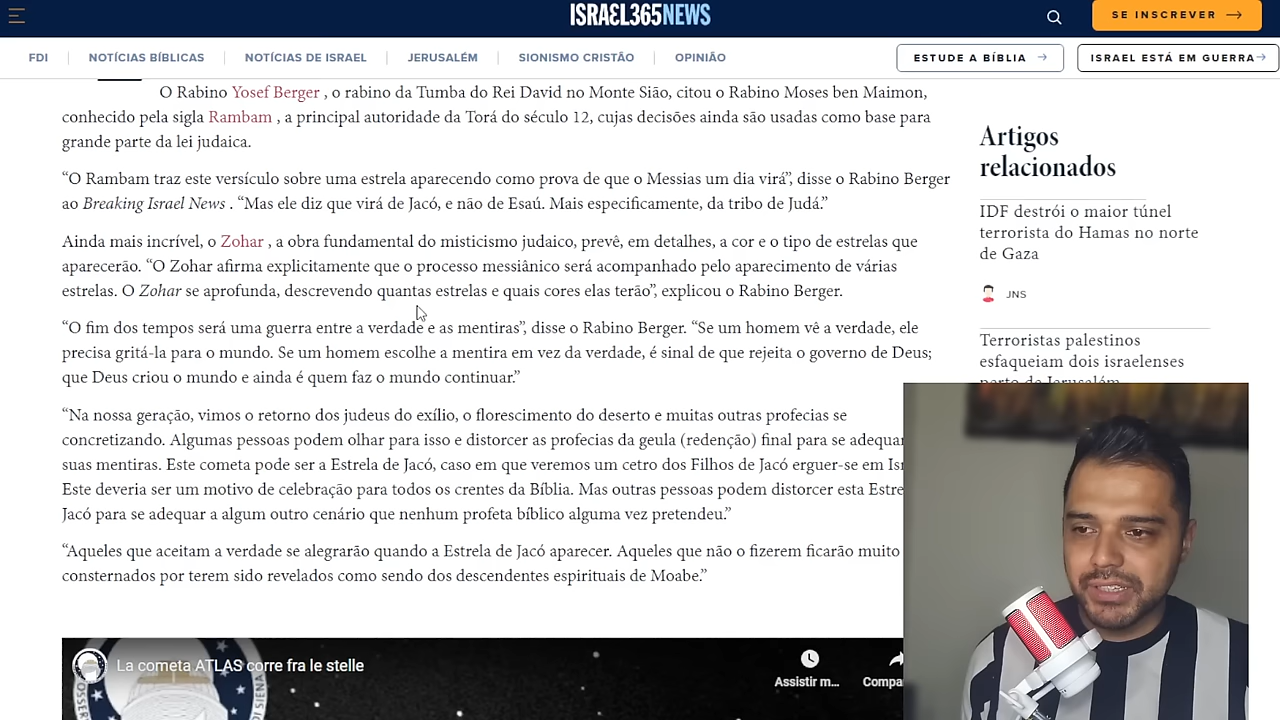 ISRAEL365NEWS
SE INSCREVER
FDI
NOTÍCIAS BÍBLICAS
NOTÍCIAS DE ISRAEL
JERUSALÉM
SIONISMO CRISTÃO
OPINIÃO
ESTUDE A BÍBLIA
ISRAEL ESTÁ EM GUERRA
O Rabino Yosef Berger , o rabino da Tumba do Rei David no Monte Sião, citou o Rabino Moses ben Maimon,
conhecido pela sigla Rambam , a principal autoridade da Torá do século 12, cujas decisões ainda são usadas como base para
grande parte da lei judaica.
“O Rambam traz este versículo sobre uma estrela aparecendo como prova de que o Messias um dia virá”, disse o Rabino Berger
ao Breaking Israel News . “Mas ele diz que virá de Jacó, e não de Esaú. Mais especificamente, da tribo de Judá.”
Ainda mais incrível, o Zohar , a obra fundamental do misticismo judaico, prevê, em detalhes, a cor e o tipo de estrelas que
aparecerão. “O Zohar afirma explicitamente que o processo messiânico será acompanhado pelo aparecimento de várias
estrelas. O Zohar se aprofunda, descrevendo quantas estrelas e quais cores elas terão”, explicou o Rabino Berger.
“O fim dos tempos será uma guerra entre a verdade e as mentiras”, disse o Rabino Berger. “Se um homem vê a verdade, ele
precisa gritá-la para o mundo. Se um homem escolhe a mentira em vez da verdade, é sinal de que rejeita o governo de Deus;
que Deus criou o mundo e ainda é quem faz o mundo continuar.”
“Na nossa geração, vimos o retorno dos judeus do exílio, o florescimento do deserto e muitas outras profecias se
concretizando. Algumas pessoas podem olhar para isso e distorcer as profecias da geula (redenção) final para se adequar
suas mentiras. Este cometa pode ser a Estrela de Jacó, caso em que veremos um cetro dos Filhos de Jacó erguer-se em
Este deveria ser um motivo de celebração para todos os crentes da Bíblia. Mas outras pessoas podem distorcer esta
Jacó para se adequar a algum outro cenário que nenhum profeta bíblico alguma vez pretendeu.”
“Aqueles que aceitam a verdade se alegrarão quando a Estrela de Jacó aparecer. Aqueles que não o fizerem ficarão muito
consternados por terem sido revelados como sendo dos descendentes espirituais de Moabe.”
Artigos
relacionados
IDF destrói o maior túnel
terrorista do Hamas no norte
de Gaza
JNS
Terroristas palestinos
esfaqueiam dois israelenses
perto de Jerusalém
La cometa ATLAS corre fra le stelle
Assistir m...